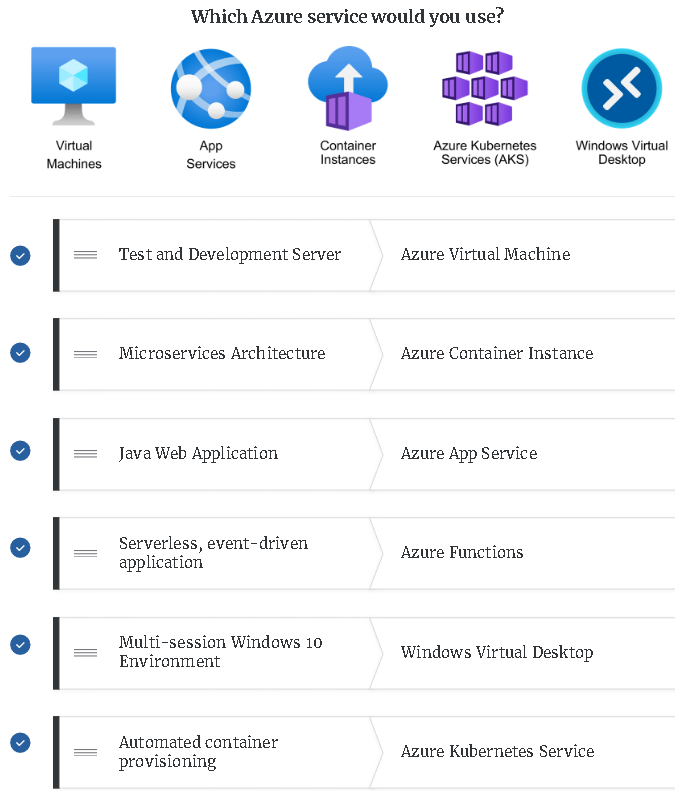 Which Azure service would you use?
Virtual
Machines
App
Services
Container
Instances
Azure Kubernetes
Services (AKS)
Windows Virtual
Desktop
Test and Development Server
Azure Virtual Machine
Microservices Architecture
Azure Container Instance
Java Web Application
Azure App Service
Serverless, event-driven
application
Azure Functions
Multi-session Windows 10
Environment
Windows Virtual Desktop
Automated container
provisioning
Azure Kubernetes Service